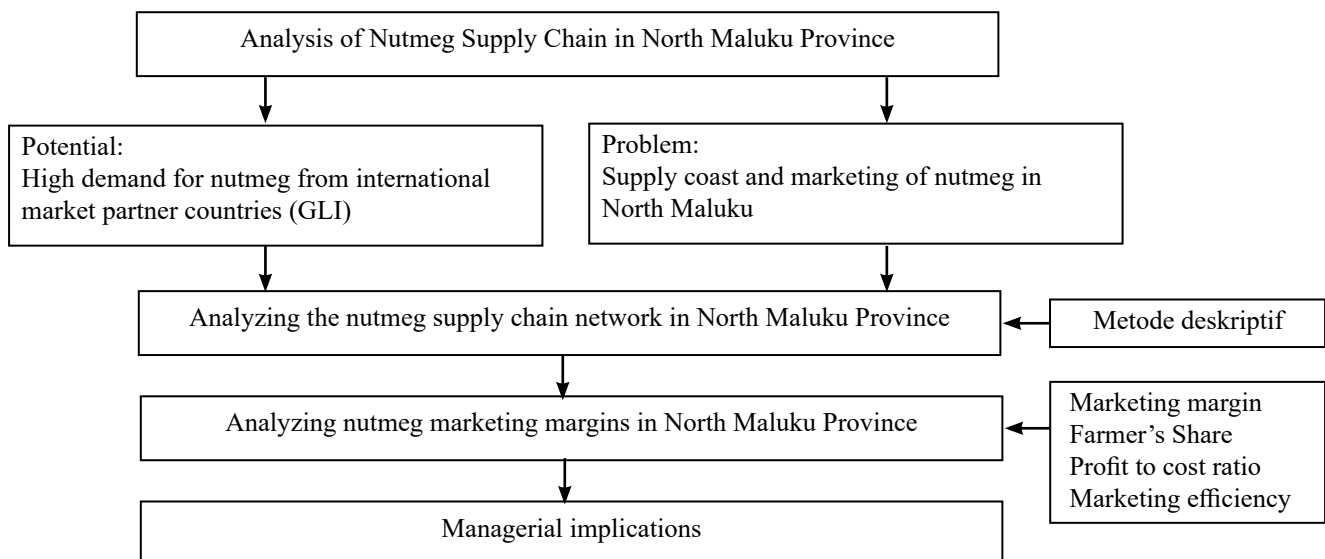 Analysis of Nutmeg Supply Chain in North Maluku Province
Potential:
High demand for nutmeg from international
market partner countries (GLI)
Problem:
Supply coast and marketing of nutmeg in
North Maluku
Analyzing the nutmeg supply chain network in North Maluku Province
Metode deskriptif
Analyzing nutmeg marketing margins in North Maluku Province
Marketing margin
Farmer’s Share
Profit to cost ratio
Marketing efficiency
Managerial implications